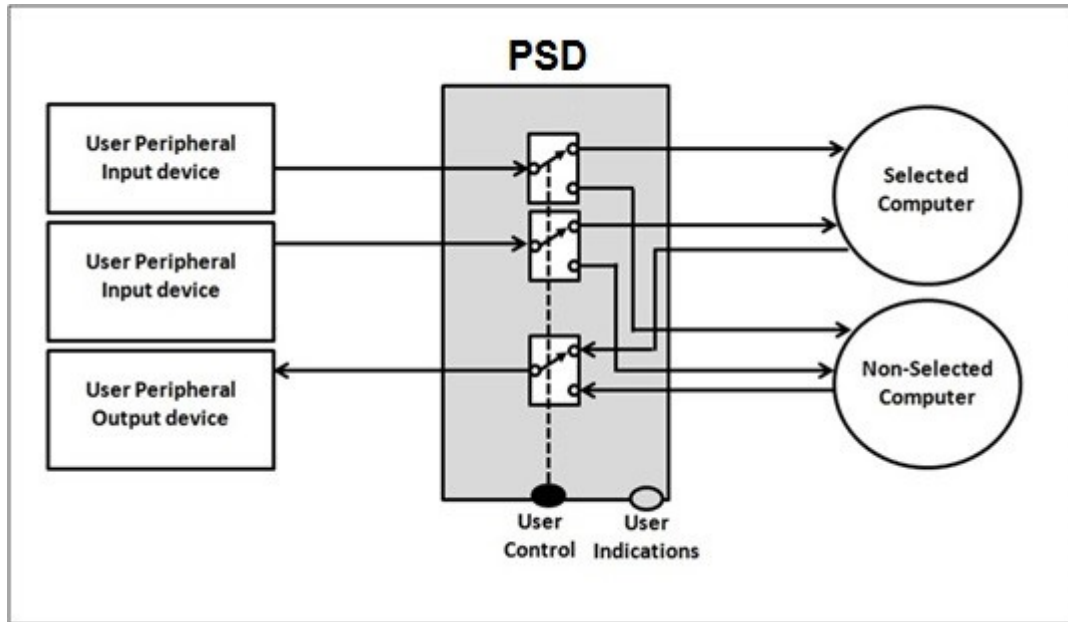 PSD
User Peripheral
Input device
User Peripheral
Input device
User Peripheral
Output device
Selected
Computer
Non-Selected
Computer
User
Control
User
Indications